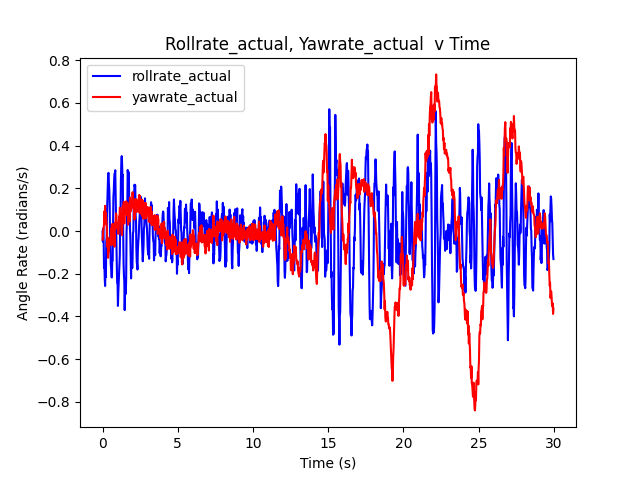 Rollrate_actual, Yawrate_actual  v Time
rollrate_actual
yawrate_actual
Angle Rate (radians/s)
0.8
0.6
0.4
0.2
0.0
−0.2
−0.4
−0.6
−0.8
0 5 10 15 20 25 30
Time (s)